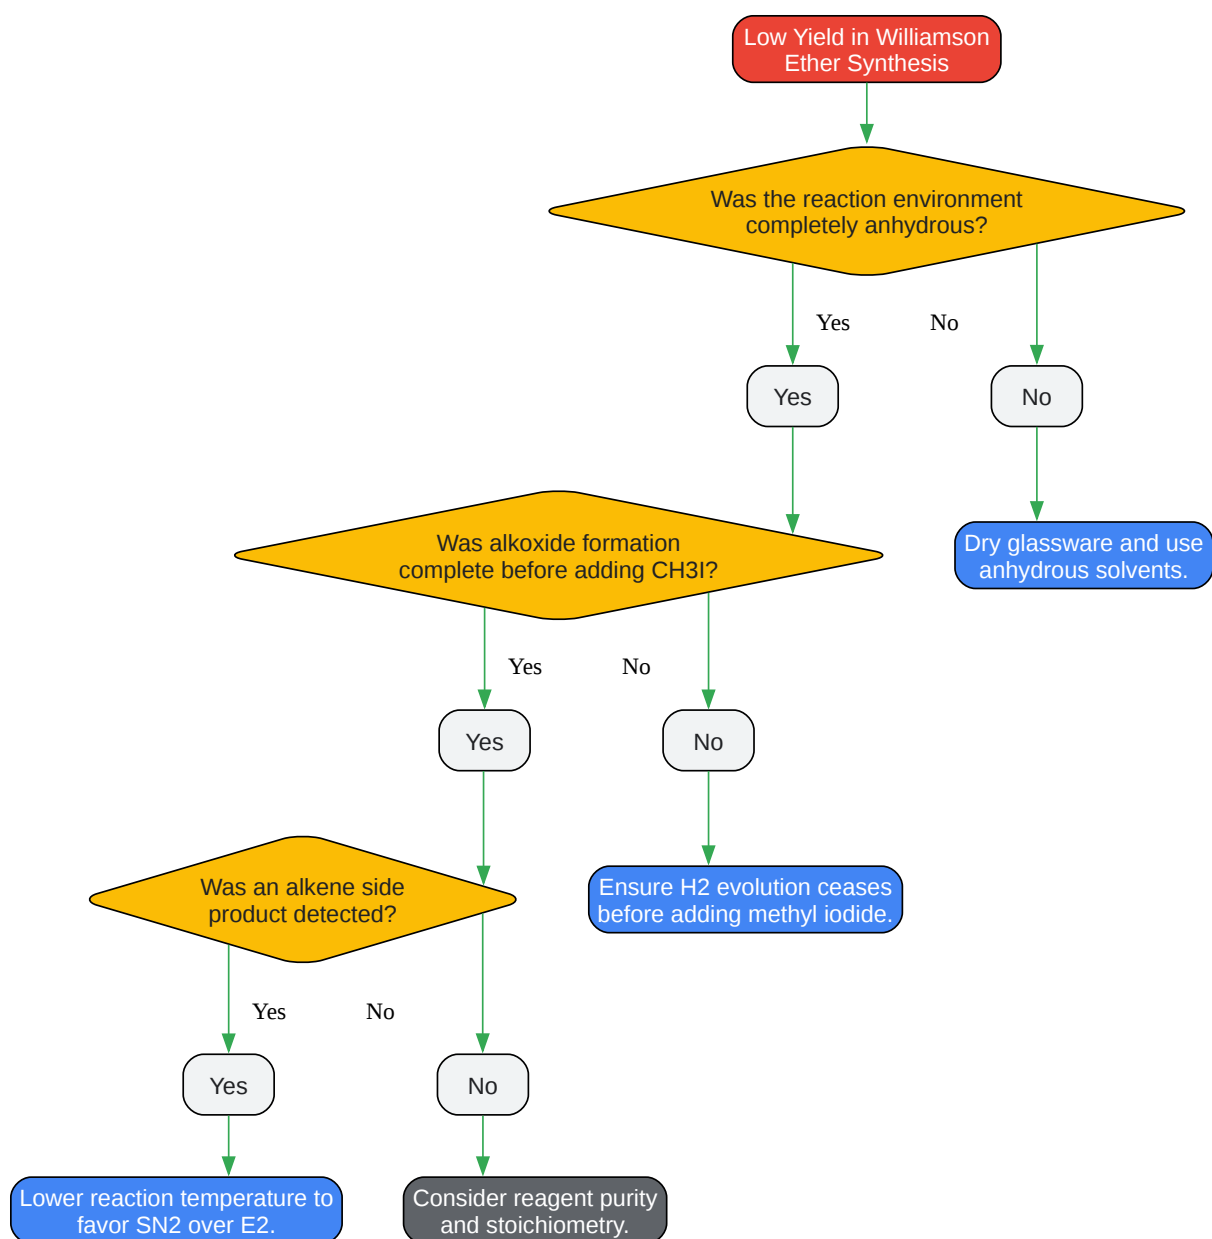 Low Yield in Williamson
Ether Synthesis
Was the reaction environment
completely anhydrous?
Yes
No
Yes
No
Was alkoxide formation
complete before adding CH3I?
Dry glassware and use
anhydrous solvents.
Yes
No
Yes
No
Was an alkene side
product detected?
Ensure H2 evolution ceases
before adding methyl iodide.
Yes
No
Yes
No
Lower reaction temperature to
favor SN2 over E2.
Consider reagent purity
and stoichiometry.